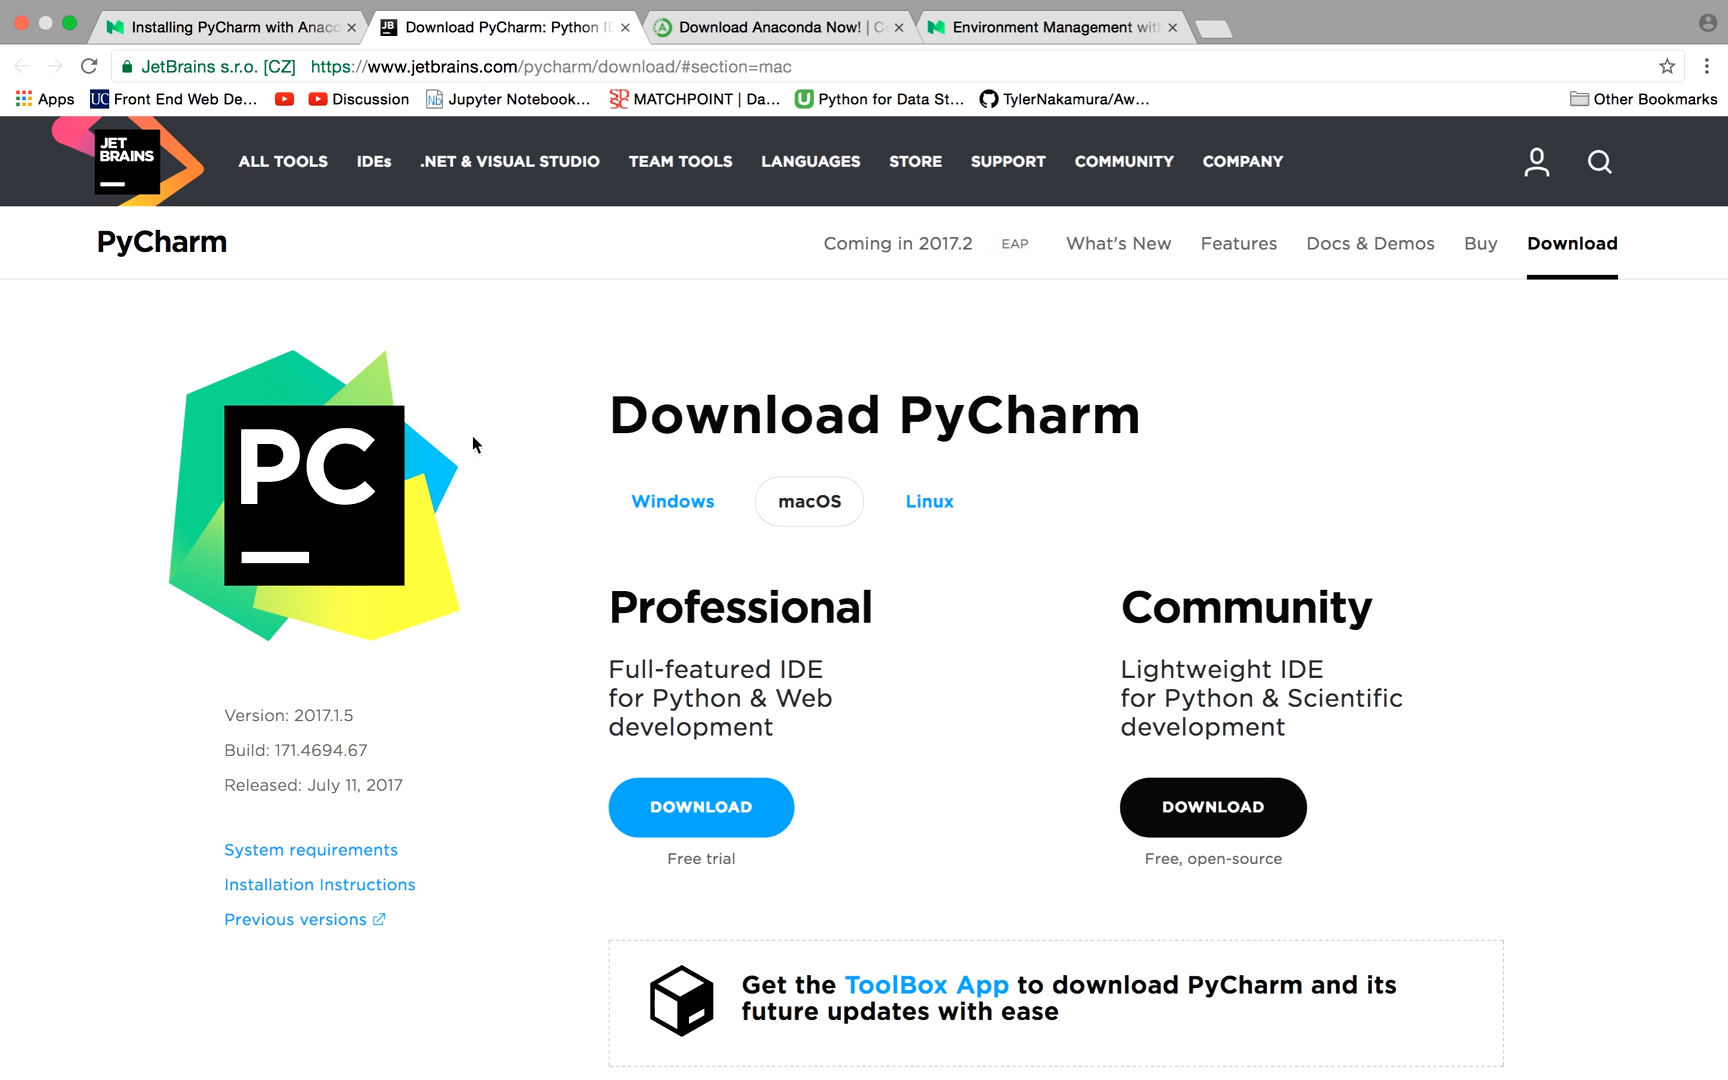 Installing PyCharm with Anaco
Download PyCharm: Python I
Download Anaconda Now! | C
Environment Management wit
JetBrains s.r.o. [CZ] https://www.jetbrains.com/pycharm/download/#section=mac
Apps
UC Front End Web De...
Discussion
Nb Jupyter Notebook...
MATCHPOINT | Da...
Python for Data St...
TylerNakamura/Aw...
Other Bookmarks
JET
BRAINS
ALL TOOLS IDEs .NET & VISUAL STUDIO TEAM TOOLS LANGUAGES STORE SUPPORT COMMUNITY COMPANY
PyCharm
Coming in 2017.2 EAP What's New Features Docs & Demos Buy Download
PC
Download PyCharm
Windows macOS Linux
Professional
Full-featured IDE
for Python & Web
development
DOWNLOAD
Free trial
Community
Lightweight IDE
for Python & Scientific
development
DOWNLOAD
Free, open-source
Version: 2017.1.5
Build: 171.4694.67
Released: July 11, 2017
System requirements
Installation Instructions
Previous versions
Get the ToolBox App to download PyCharm and its
future updates with ease